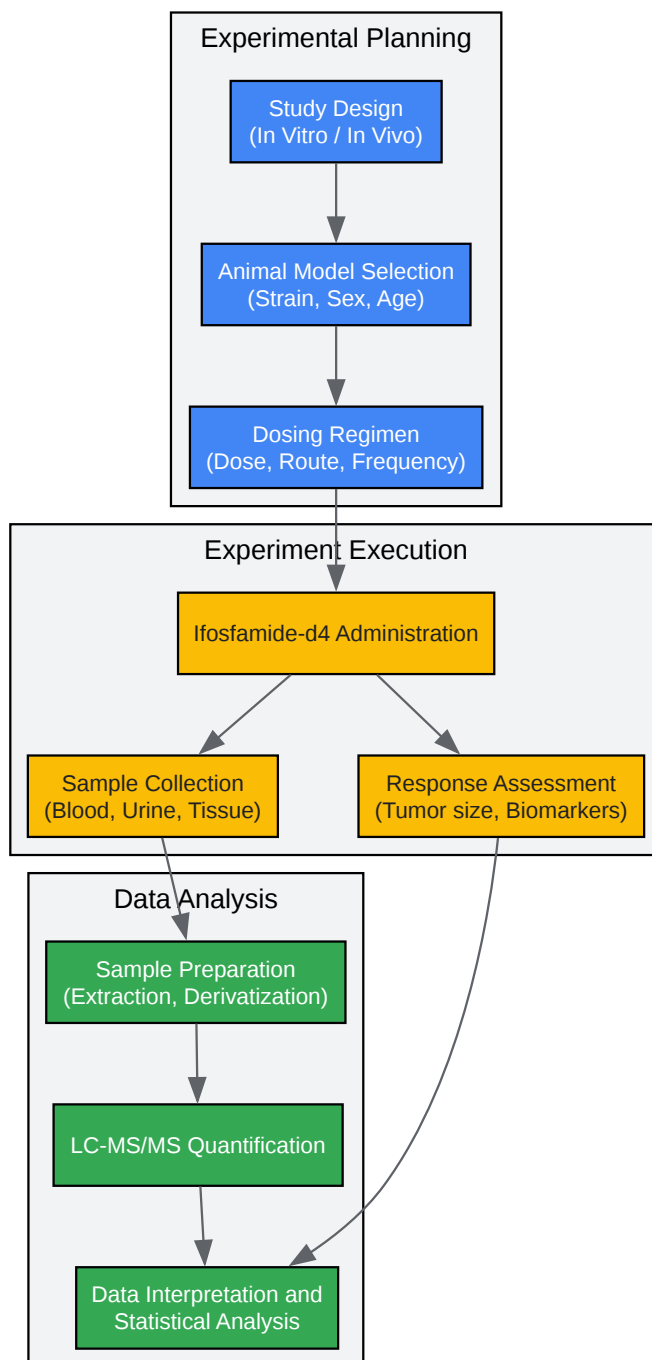 Experimental Planning
Study Design
(In Vitro / In Vivo)
Animal Model Selection
(Strain, Sex, Age)
Dosing Regimen
(Dose, Route, Frequency)
Experiment Execution
Ifosfamide-d4 Administration
Sample Collection
(Blood, Urine, Tissue)
Response Assessment
(Tumor size, Biomarkers)
Data Analysis
Sample Preparation
(Extraction, Derivatization)
LC-MS/MS Quantification
Data Interpretation and
Statistical Analysis